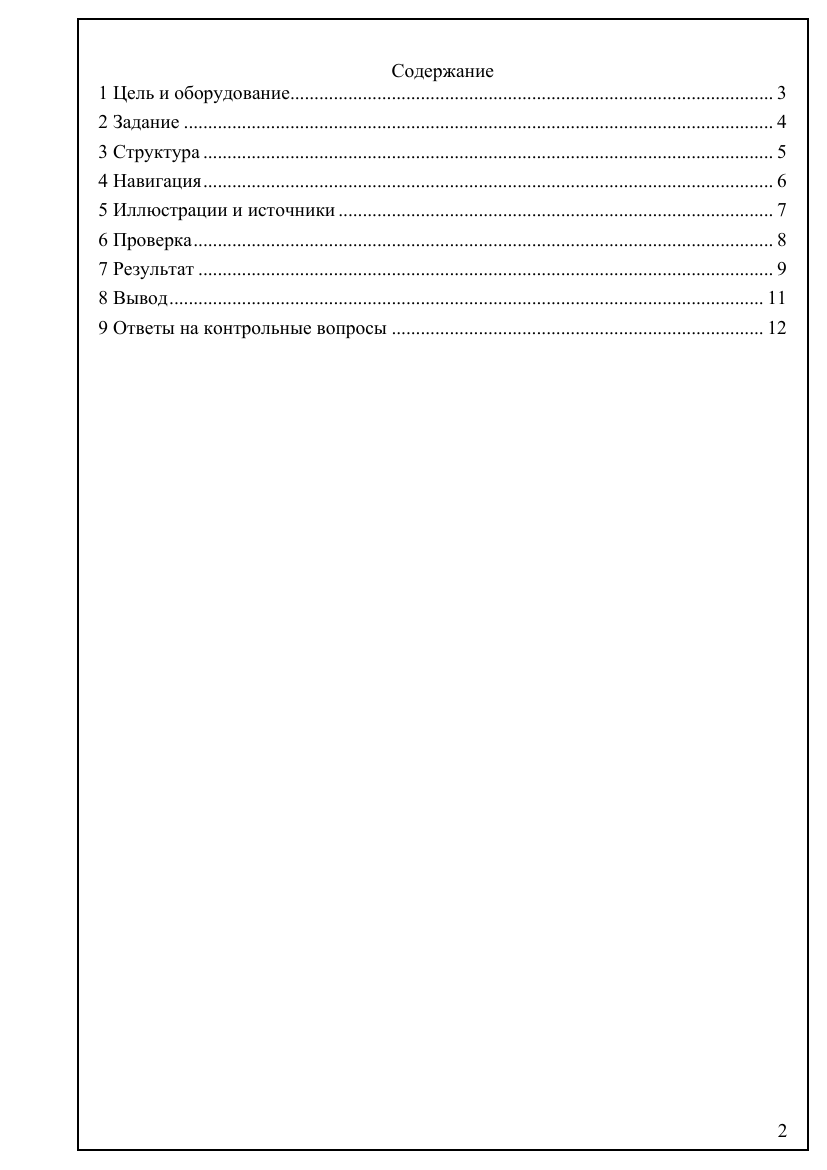 Содержание
1 Цель и оборудование..................................................................................................... 3
2 Задание ........................................................................................................................... 4
3 Структура ....................................................................................................................... 5
4 Навигация....................................................................................................................... 6
5 Иллюстрации и источники ........................................................................................... 7
6 Проверка......................................................................................................................... 8
7 Результат ........................................................................................................................ 9
8 Вывод............................................................................................................................ 11
9 Ответы на контрольные вопросы .............................................................................. 12
2